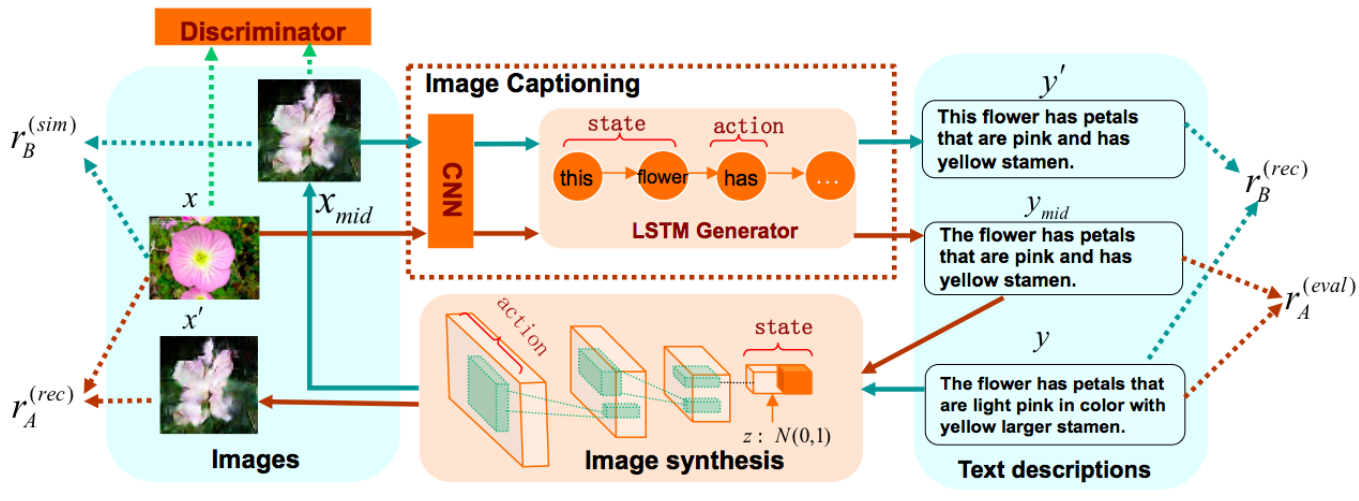 Discriminator
Image Captioning
y'
x_{mid}
CNN
state
action
this
flower
has
...
LSTM Generator
This flower has petals
that are pink and has
yellow stamen.
r_B^{(sim)}
r_B^{(rec)}
x
y_{mid}
The flower has petals
that are pink and has
yellow stamen.
r_A^{(eval)}
x'
action
state
y
The flower has petals that
are light pink in color with
yellow larger stamen.
r_A^{(rec)}
z : N(0,1)
Images
Image synthesis
Text descriptions